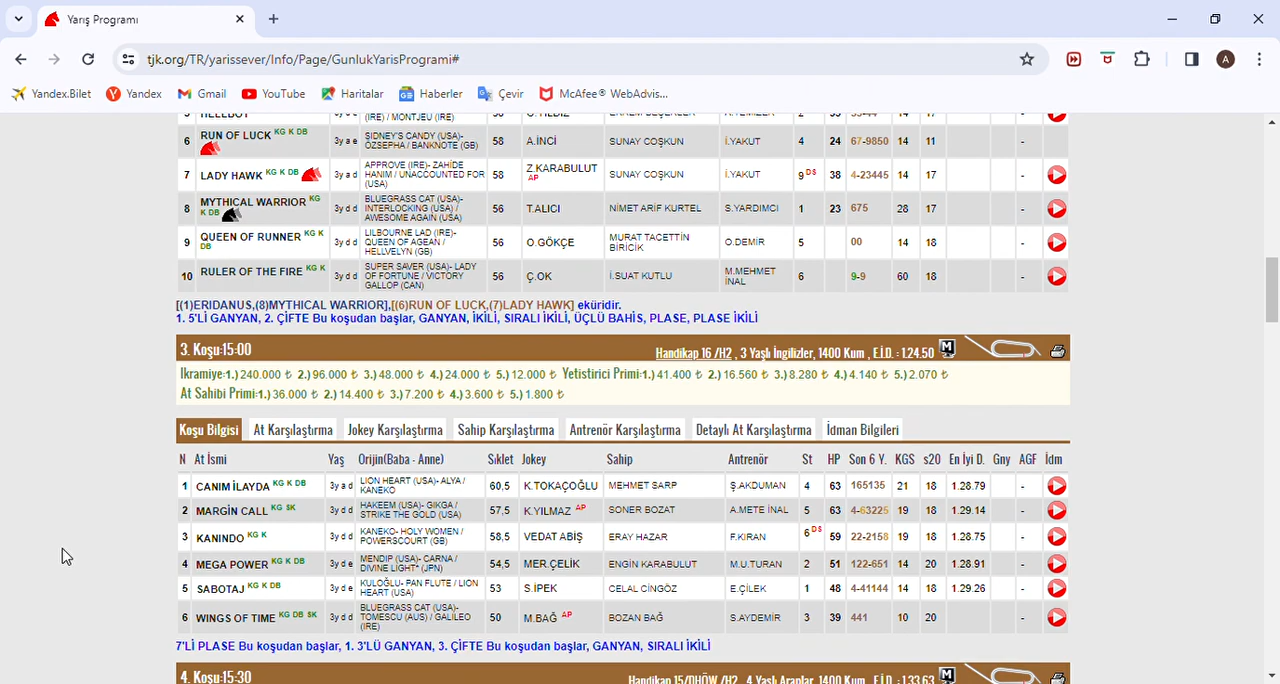 Yarış Programı
tjk.org/TR/yarissever/Info/Page/GunlukYarisProgrami#
A
Yandex.Bilet Yandex Gmail YouTube Haritalar Haberler Çevir McAfee® WebAdvis...
(IRE) / MONTJEU (IRE)
6 RUN OF LUCK KG K DB 3y a e SIDNEY'S CANDY (USA)- ÖZSEPHA / BANKNOTE (GB) 58 A.İNCİ SUNAY COŞKUN İ.YAKUT 4 24 67-9850 14 11 -
7 LADY HAWK KG K DB 3y a d APPROVE (IRE)- ZAHİDE HANIM / UNACCOUNTED FOR (USA) 58 Z.KARABULUT AP SUNAY COŞKUN İ.YAKUT 9 DS 38 4-23445 14 17 -
8 MYTHICAL WARRIOR KG K DB 3y d d BLUEGRASS CAT (USA)- INTERLOCKING (USA) / AWESOME AGAIN (USA) 56 T.ALICI NİMET ARİF KURTEL S.YARDIMCI 1 23 675 28 17 -
9 QUEEN OF RUNNER KG K DB 3y d d LILBOURNE LAD (IRE)- QUEEN OF AGEAN / HELLVELYN (GB) 56 O.GÖKÇE MURAT TACETTİN BİRİCİK O.DEMİR 5 00 14 18 -
10 RULER OF THE FIRE KG K 3y d d SUPER SAVER (USA)- LADY OF FORTUNE / VICTORY GALLOP (CAN) 56 Ç.OK İ.SUAT KUTLU M.MEHMET İNAL 6 9-9 60 18 -
[(1)ERIDANUS,(8)MYTHICAL WARRIOR],[(6)RUN OF LUCK,(7)LADY HAWK] eküridir.
1. 5'Lİ GANYAN, 2. ÇİFTE Bu koşudan başlar, GANYAN, İKİLİ, SIRALI İKİLİ, ÜÇLÜ BAHİS, PLASE, PLASE İKİLİ
3. Koşu:15:00 Handikap 16 /H2 , 3 Yaşlı İngilizler, 1400 Kum , E.İ.D. : 1.24.50 M
Ikramiye:1.) 240.000 ₺ 2.) 96.000 ₺ 3.) 48.000 ₺ 4.) 24.000 ₺ 5.) 12.000 ₺ Yetistirici Primi:1.) 41.400 ₺ 2.) 16.560 ₺ 3.) 8.280 ₺ 4.) 4.140 ₺ 5.) 2.070 ₺
At Sahibi Primi:1.) 36.000 ₺ 2.) 14.400 ₺ 3.) 7.200 ₺ 4.) 3.600 ₺ 5.) 1.800 ₺
Koşu Bilgisi At Karşılaştırma Jokey Karşılaştırma Sahip Karşılaştırma Antrenör Karşılaştırma Detaylı At Karşılaştırma İdman Bilgileri
N At İsmi Yaş Orijin(Baba - Anne) Sıklet Jokey Sahip Antrenör St HP Son 6 Y. KGS s20 En İyi D. Gny AGF İdm
1 CANIM İLAYDA KG K DB 3y a d LION HEART (USA)- ALYA / KANEKO 60,5 K.TOKAÇOĞLU MEHMET SARP Ş.AKDUMAN 4 63 165135 21 18 1.28.79 -
2 MARGİN CALL KG SK 3y d d HAKEEM (USA)- GIKGA / STRIKE THE GOLD (USA) 57,5 K.YILMAZ AP SONER BOZAT A.METE İNAL 5 63 4-63225 19 18 1.29.14 -
3 KANINDO KG K 3y d d KANEKO- HOLY WOMEN / POWERSCOURT (GB) 58,5 VEDAT ABİŞ ERAY HAZAR F.KIRAN 6 DS 59 22-2158 19 18 1.28.75 -
4 MEGA POWER KG K DB 3y d e MENDIP (USA)- CARNA / DIVINE LIGHT* (JPN) 54,5 MER.ÇELİK ENGİN KARABULUT M.U.TURAN 2 51 122-651 14 20 1.28.91 -
5 SABOTAJ KG K DB 3y d e KULOĞLU- PAN FLUTE / LION HEART (USA) 53 S.İPEK CELAL CİNGÖZ E.ÇİLEK 1 48 4-41144 14 18 1.29.26 -
6 WINGS OF TIME KG DB SK 3y d d BLUEGRASS CAT (USA)- TOMESCU (AUS) / GALILEO (IRE) 50 M.BAĞ AP BOZAN BAĞ S.AYDEMİR 3 39 441 10 20 -
7'Lİ PLASE Bu koşudan başlar, 1. 3'LÜ GANYAN, 3. ÇİFTE Bu koşudan başlar, GANYAN, SIRALI İKİLİ
4. Koşu:15:30 Handikap 15/DHÖW /H2 , 4 Yaşlı Araplar, 1400 Kum , E.İ.D. : 1.33.63 M